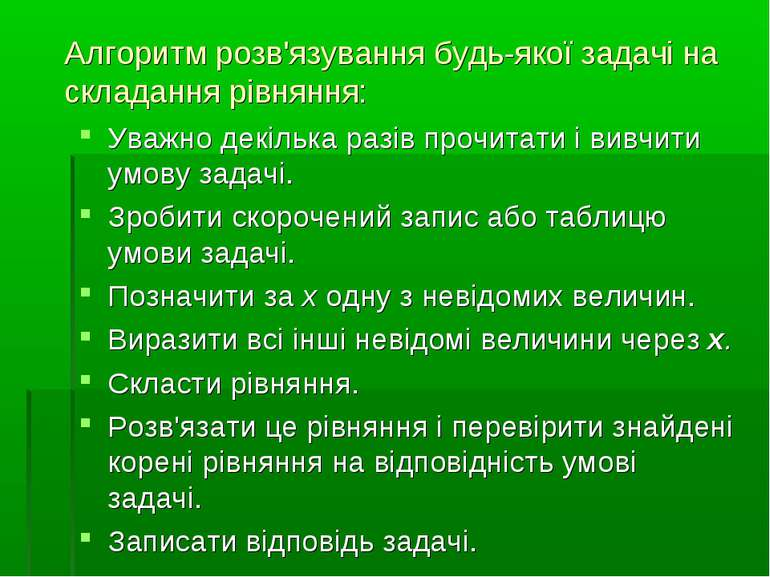 Алгоритм розв'язування будь-якої задачі на
складання рівняння:
Уважно декілька разів прочитати і вивчити
умову задачі.
Зробити скорочений запис або таблицю
умови задачі.
Позначити за х одну з невідомих величин.
Виразити всі інші невідомі величини через х.
Скласти рівняння.
Розв'язати це рівняння і перевірити знайдені
корені рівняння на відповідність умові
задачі.
Записати відповідь задачі.